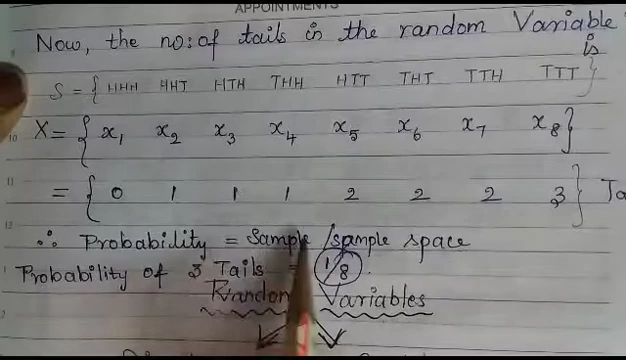 APPOINTMENTS
Now, the no: of tails in the random Variable is
S = { HHH HHT HTH THH HTT THT TTH TTT }
X = { x₁ x₂ x₃ x₄ x₅ x₆ x₇ x₈ }
= { 0 1 1 1 2 2 2 3 }
∴ Probability = Sample / sample space
Probability of 3 Tails = 1/8.
Random Variables